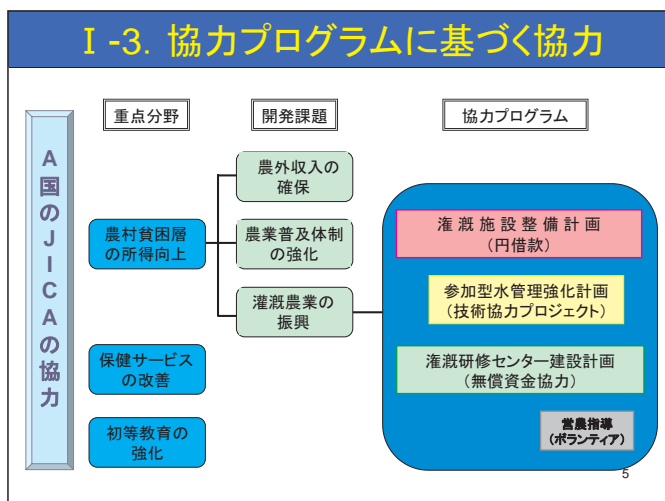 Ⅰ-3. 協力プログラムに基づく協力
重点分野
開発課題
協力プログラム
A国のJICAの協力
農村貧困層
の所得向上
保健サービス
の改善
初等教育の
強化
農外収入の
確保
農業普及体制
の強化
灌漑農業の
振興
灌漑施設整備計画
(円借款)
参加型水管理強化計画
(技術協力プロジェクト)
灌漑研修センター建設計画
(無償資金協力)
営農指導
(ボランティア)
5